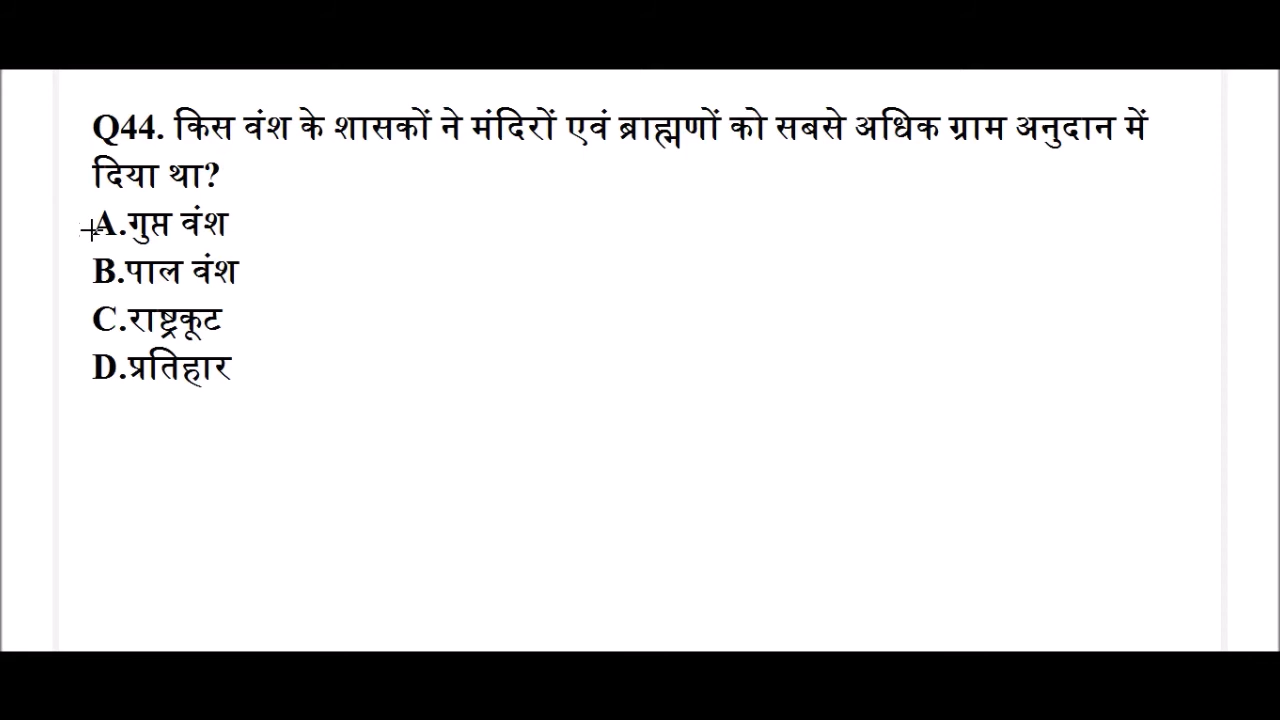 Q44. किस वंश के शासकों ने मंदिरों एवं ब्राह्मणों को सबसे अधिक ग्राम अनुदान में
दिया था?
A.गुप्त वंश
B.पाल वंश
C.राष्ट्रकूट
D.प्रतिहार